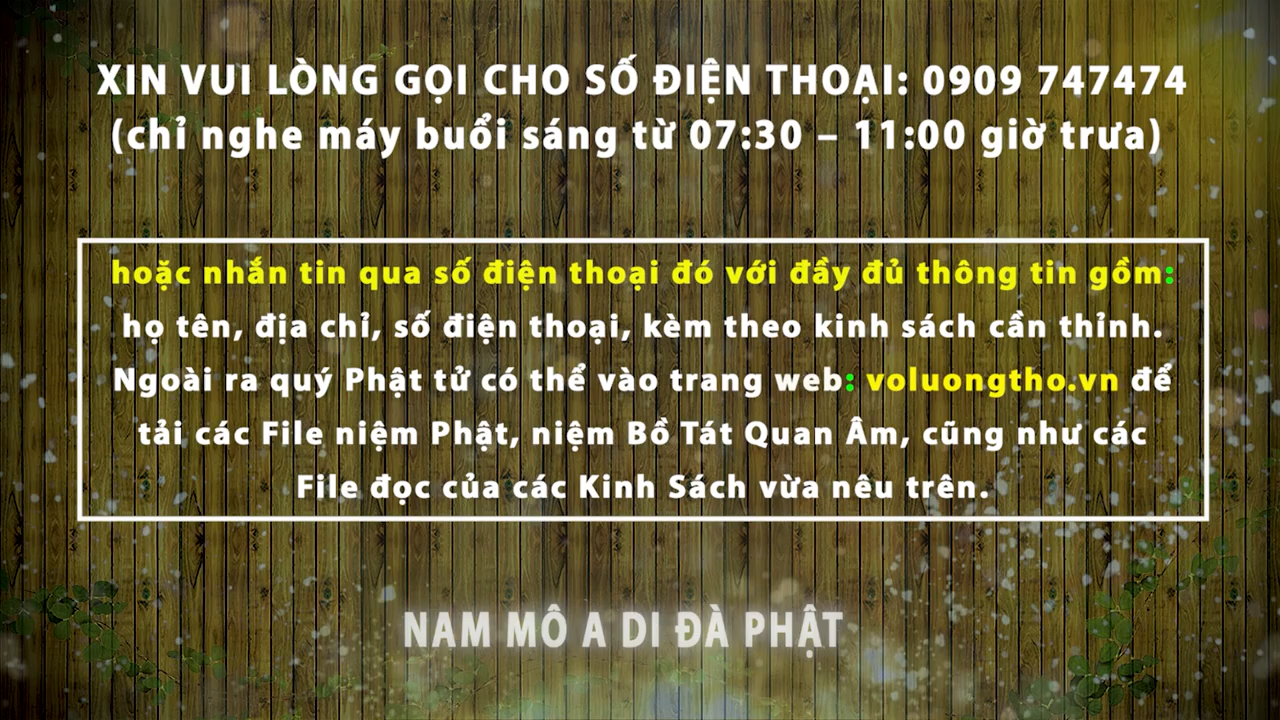 XIN VUI LÒNG GỌI CHO SỐ ĐIỆN THOẠI: 0909 747474
(chỉ nghe máy buổi sáng từ 07:30 – 11:00 giờ trưa)
hoặc nhắn tin qua số điện thoại đó với đầy đủ thông tin gồm:
họ tên, địa chỉ, số điện thoại, kèm theo kinh sách cần thỉnh.
Ngoài ra quý Phật tử có thể vào trang web: voluongtho.vn để
tải các File niệm Phật, niệm Bồ Tát Quan Âm, cũng như các
File đọc của các Kinh Sách vừa nêu trên.
NAM MÔ A DI ĐÀ PHẬT